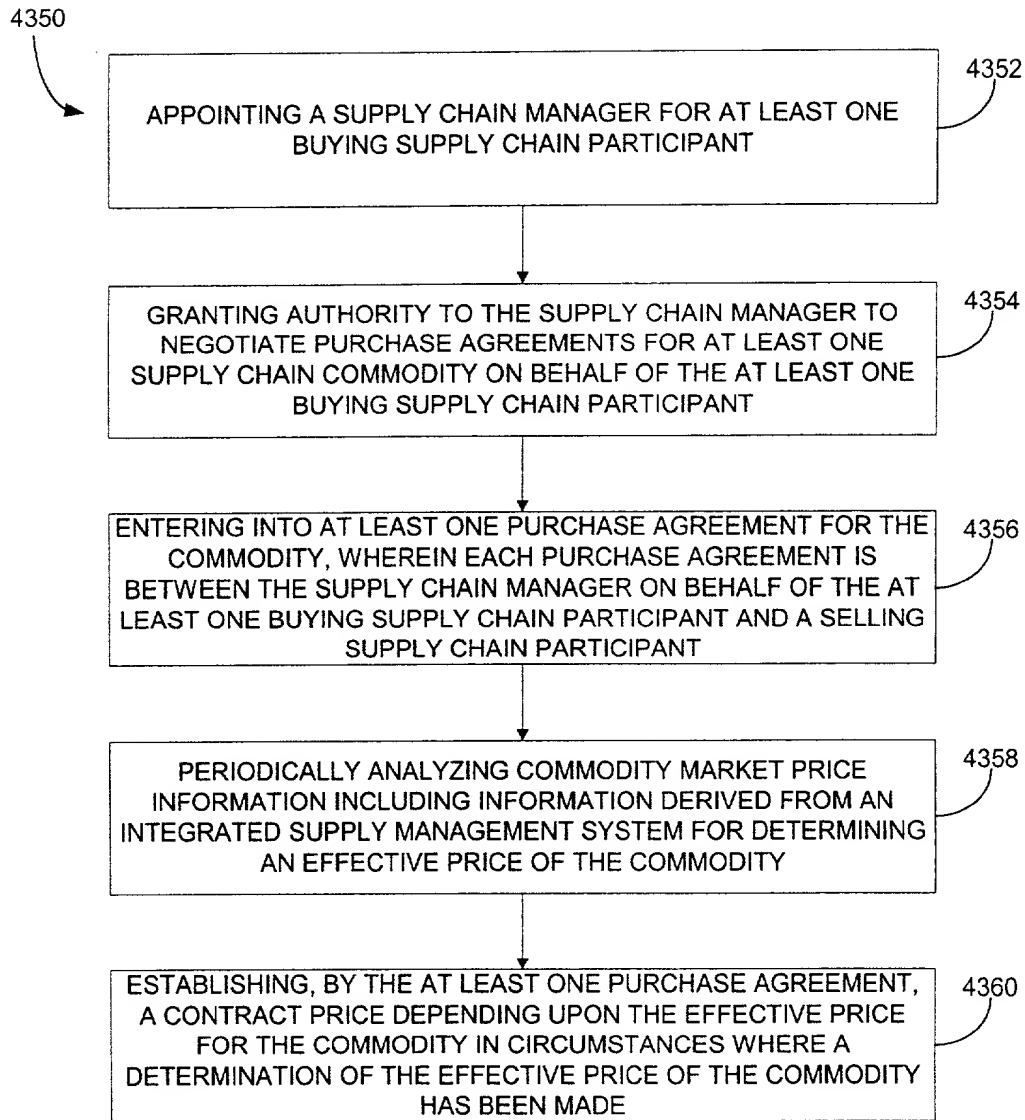 4350
APPOINTING A SUPPLY CHAIN MANAGER FOR AT LEAST ONE
BUYING SUPPLY CHAIN PARTICIPANT
4352
GRANTING AUTHORITY TO THE SUPPLY CHAIN MANAGER TO
NEGOTIATE PURCHASE AGREEMENTS FOR AT LEAST ONE
SUPPLY CHAIN COMMODITY ON BEHALF OF THE AT LEAST ONE
BUYING SUPPLY CHAIN PARTICIPANT
4354
ENTERING INTO AT LEAST ONE PURCHASE AGREEMENT FOR THE
COMMODITY, WHEREIN EACH PURCHASE AGREEMENT IS
BETWEEN THE SUPPLY CHAIN MANAGER ON BEHALF OF THE AT
LEAST ONE BUYING SUPPLY CHAIN PARTICIPANT AND A SELLING
SUPPLY CHAIN PARTICIPANT
4356
PERIODICALLY ANALYZING COMMODITY MARKET PRICE
INFORMATION INCLUDING INFORMATION DERIVED FROM AN
INTEGRATED SUPPLY MANAGEMENT SYSTEM FOR DETERMINING
AN EFFECTIVE PRICE OF THE COMMODITY
4358
ESTABLISHING, BY THE AT LEAST ONE PURCHASE AGREEMENT,
A CONTRACT PRICE DEPENDING UPON THE EFFECTIVE PRICE
FOR THE COMMODITY IN CIRCUMSTANCES WHERE A
DETERMINATION OF THE EFFECTIVE PRICE OF THE COMMODITY
HAS BEEN MADE
4360